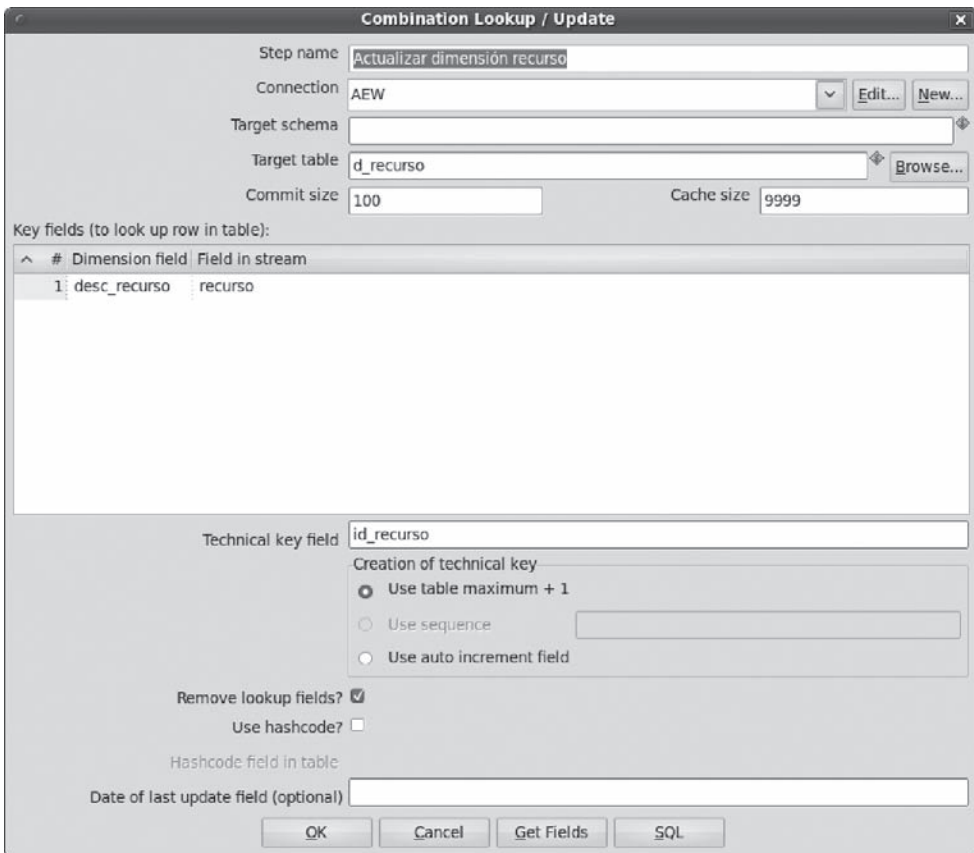 Combination Lookup / Update
Step name Actualizar dimensión recurso
Connection AEW Edit... New...
Target schema
Target table d_recurso Browse...
Commit size 100 Cache size 9999
Key fields (to look up row in table):
# Dimension field Field in stream
1 desc_recurso recurso
Technical key field id_recurso
Creation of technical key
Use table maximum + 1
Use sequence
Use auto increment field
Remove lookup fields?
Use hashcode?
Hashcode field in table
Date of last update field (optional)
OK Cancel Get Fields SQL